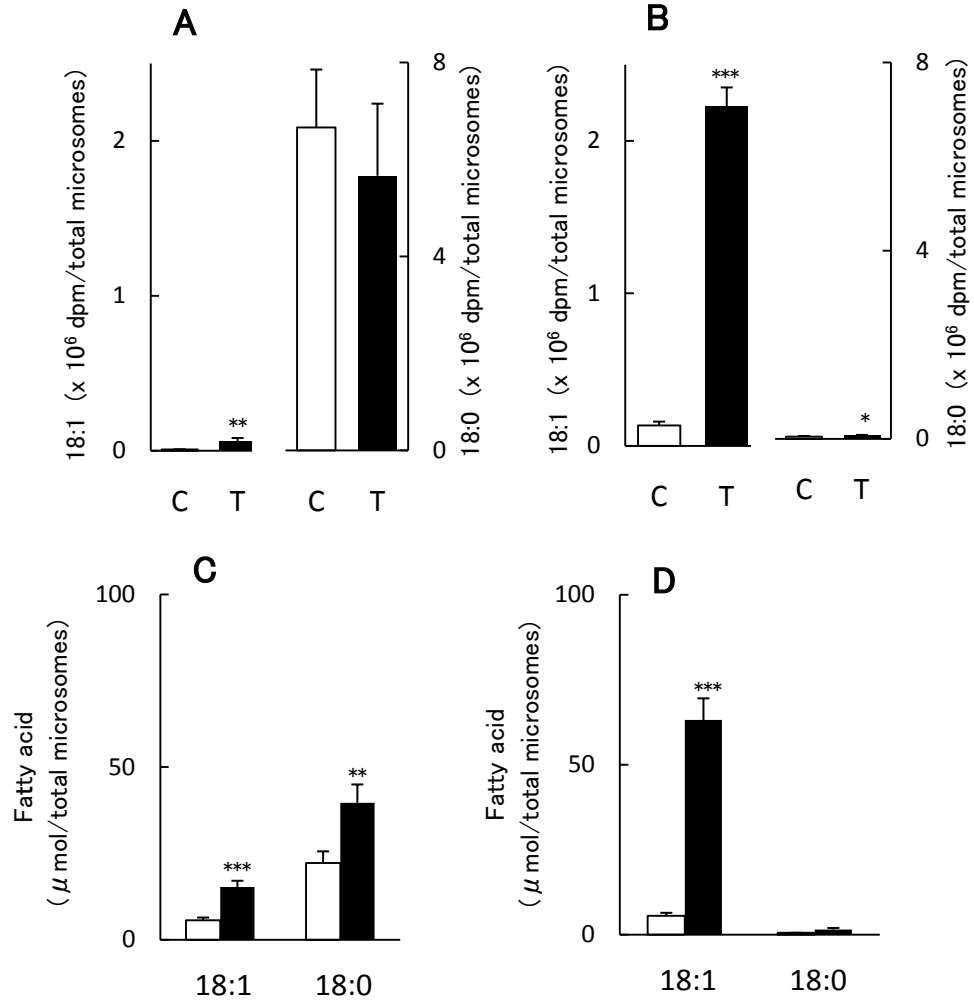 A
18:1 (x 10⁶ dpm/total microsomes)
2
1
0
**
8
4
0
18:0 (x 10⁶ dpm/total microsomes)
C T C T
B
18:1 (x 10⁶ dpm/total microsomes)
2
1
0
***
*
8
4
0
18:0 (x 10⁶ dpm/total microsomes)
C T C T
C
Fatty acid
(μmol/total microsomes)
100
50
0
***
**
18:1 18:0
D
Fatty acid
(μmol/total microsomes)
100
50
0
***
18:1 18:0